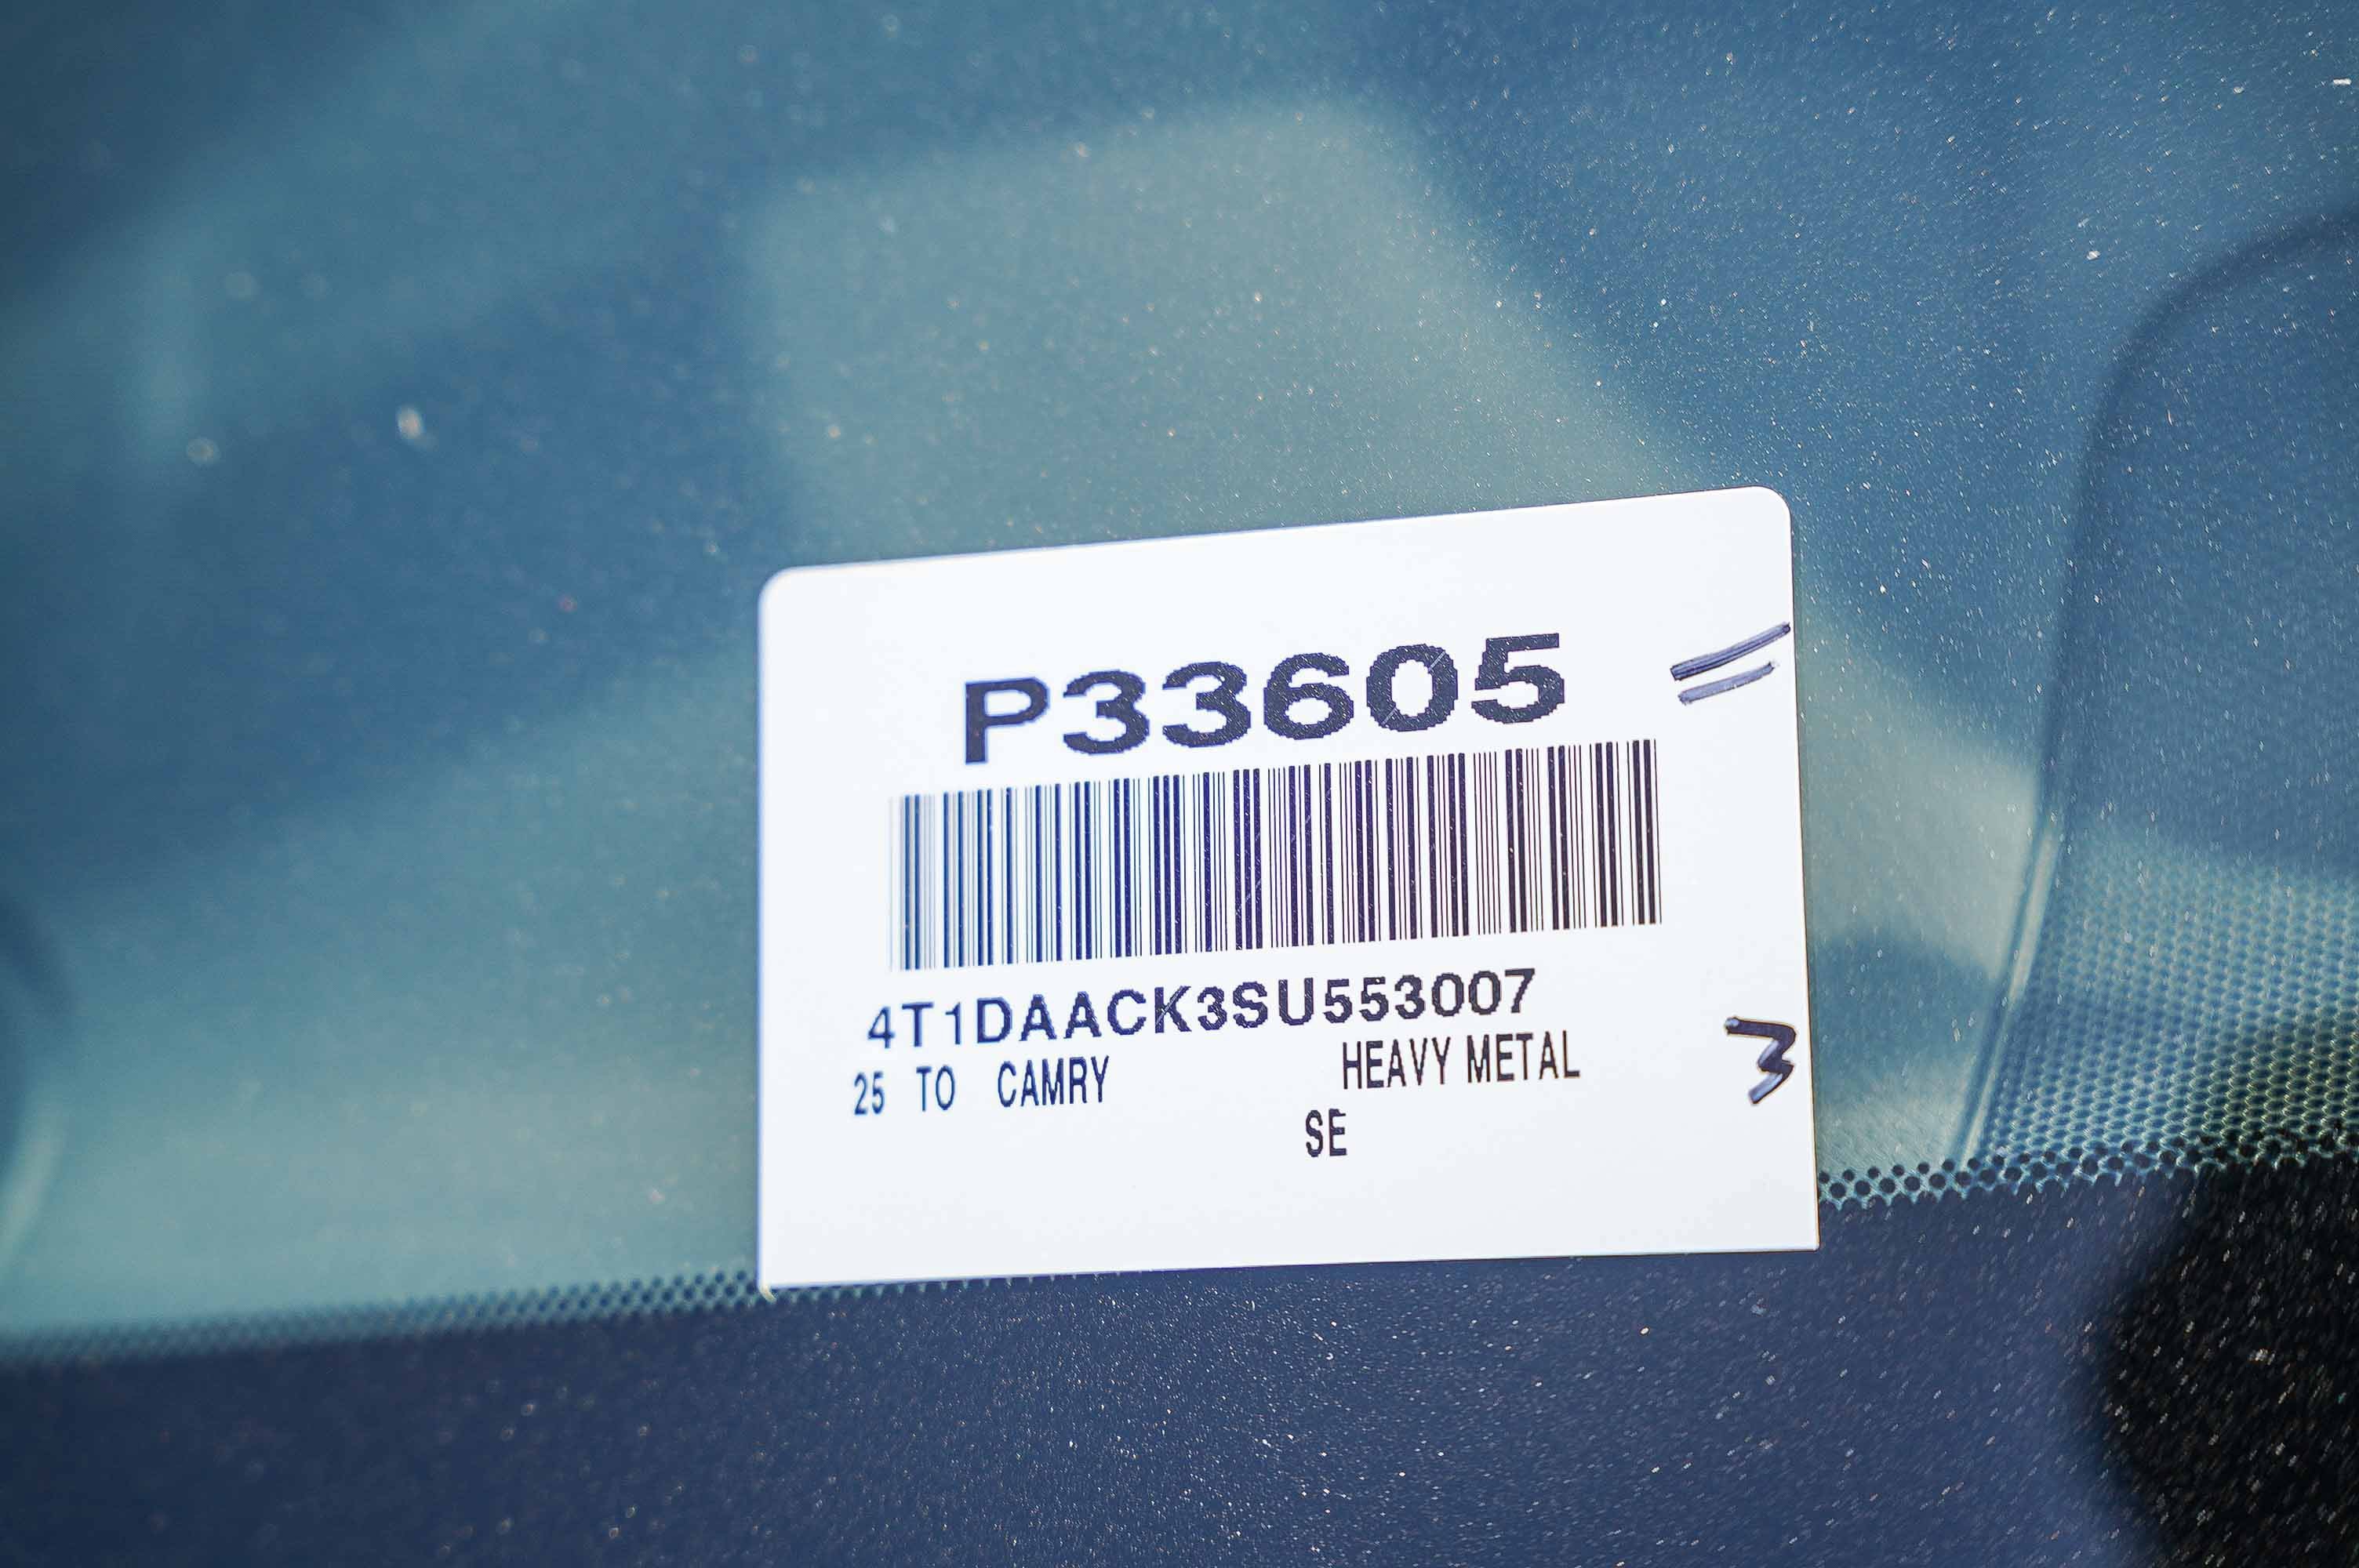 P33605
4T1DAACK3SU553007
25 TO CAMRY HEAVY METAL
SE
3